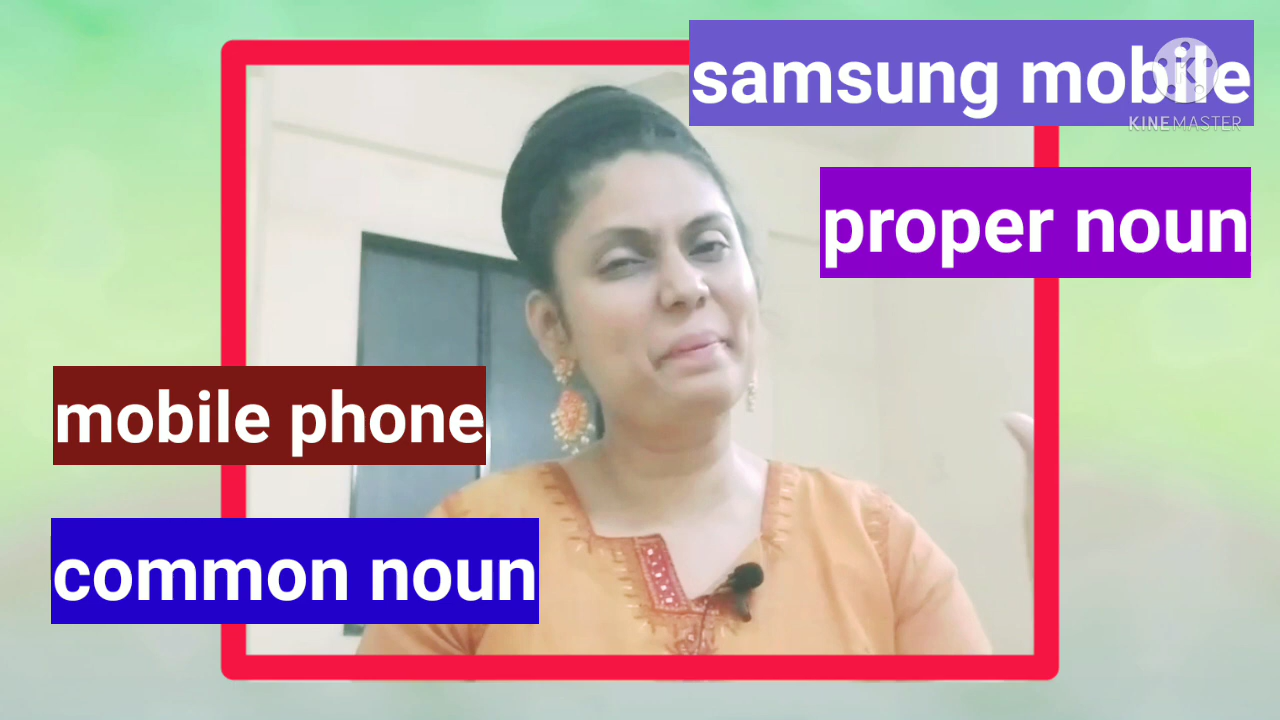 samsung mobile
KINEMASTER
proper noun
mobile phone
common noun